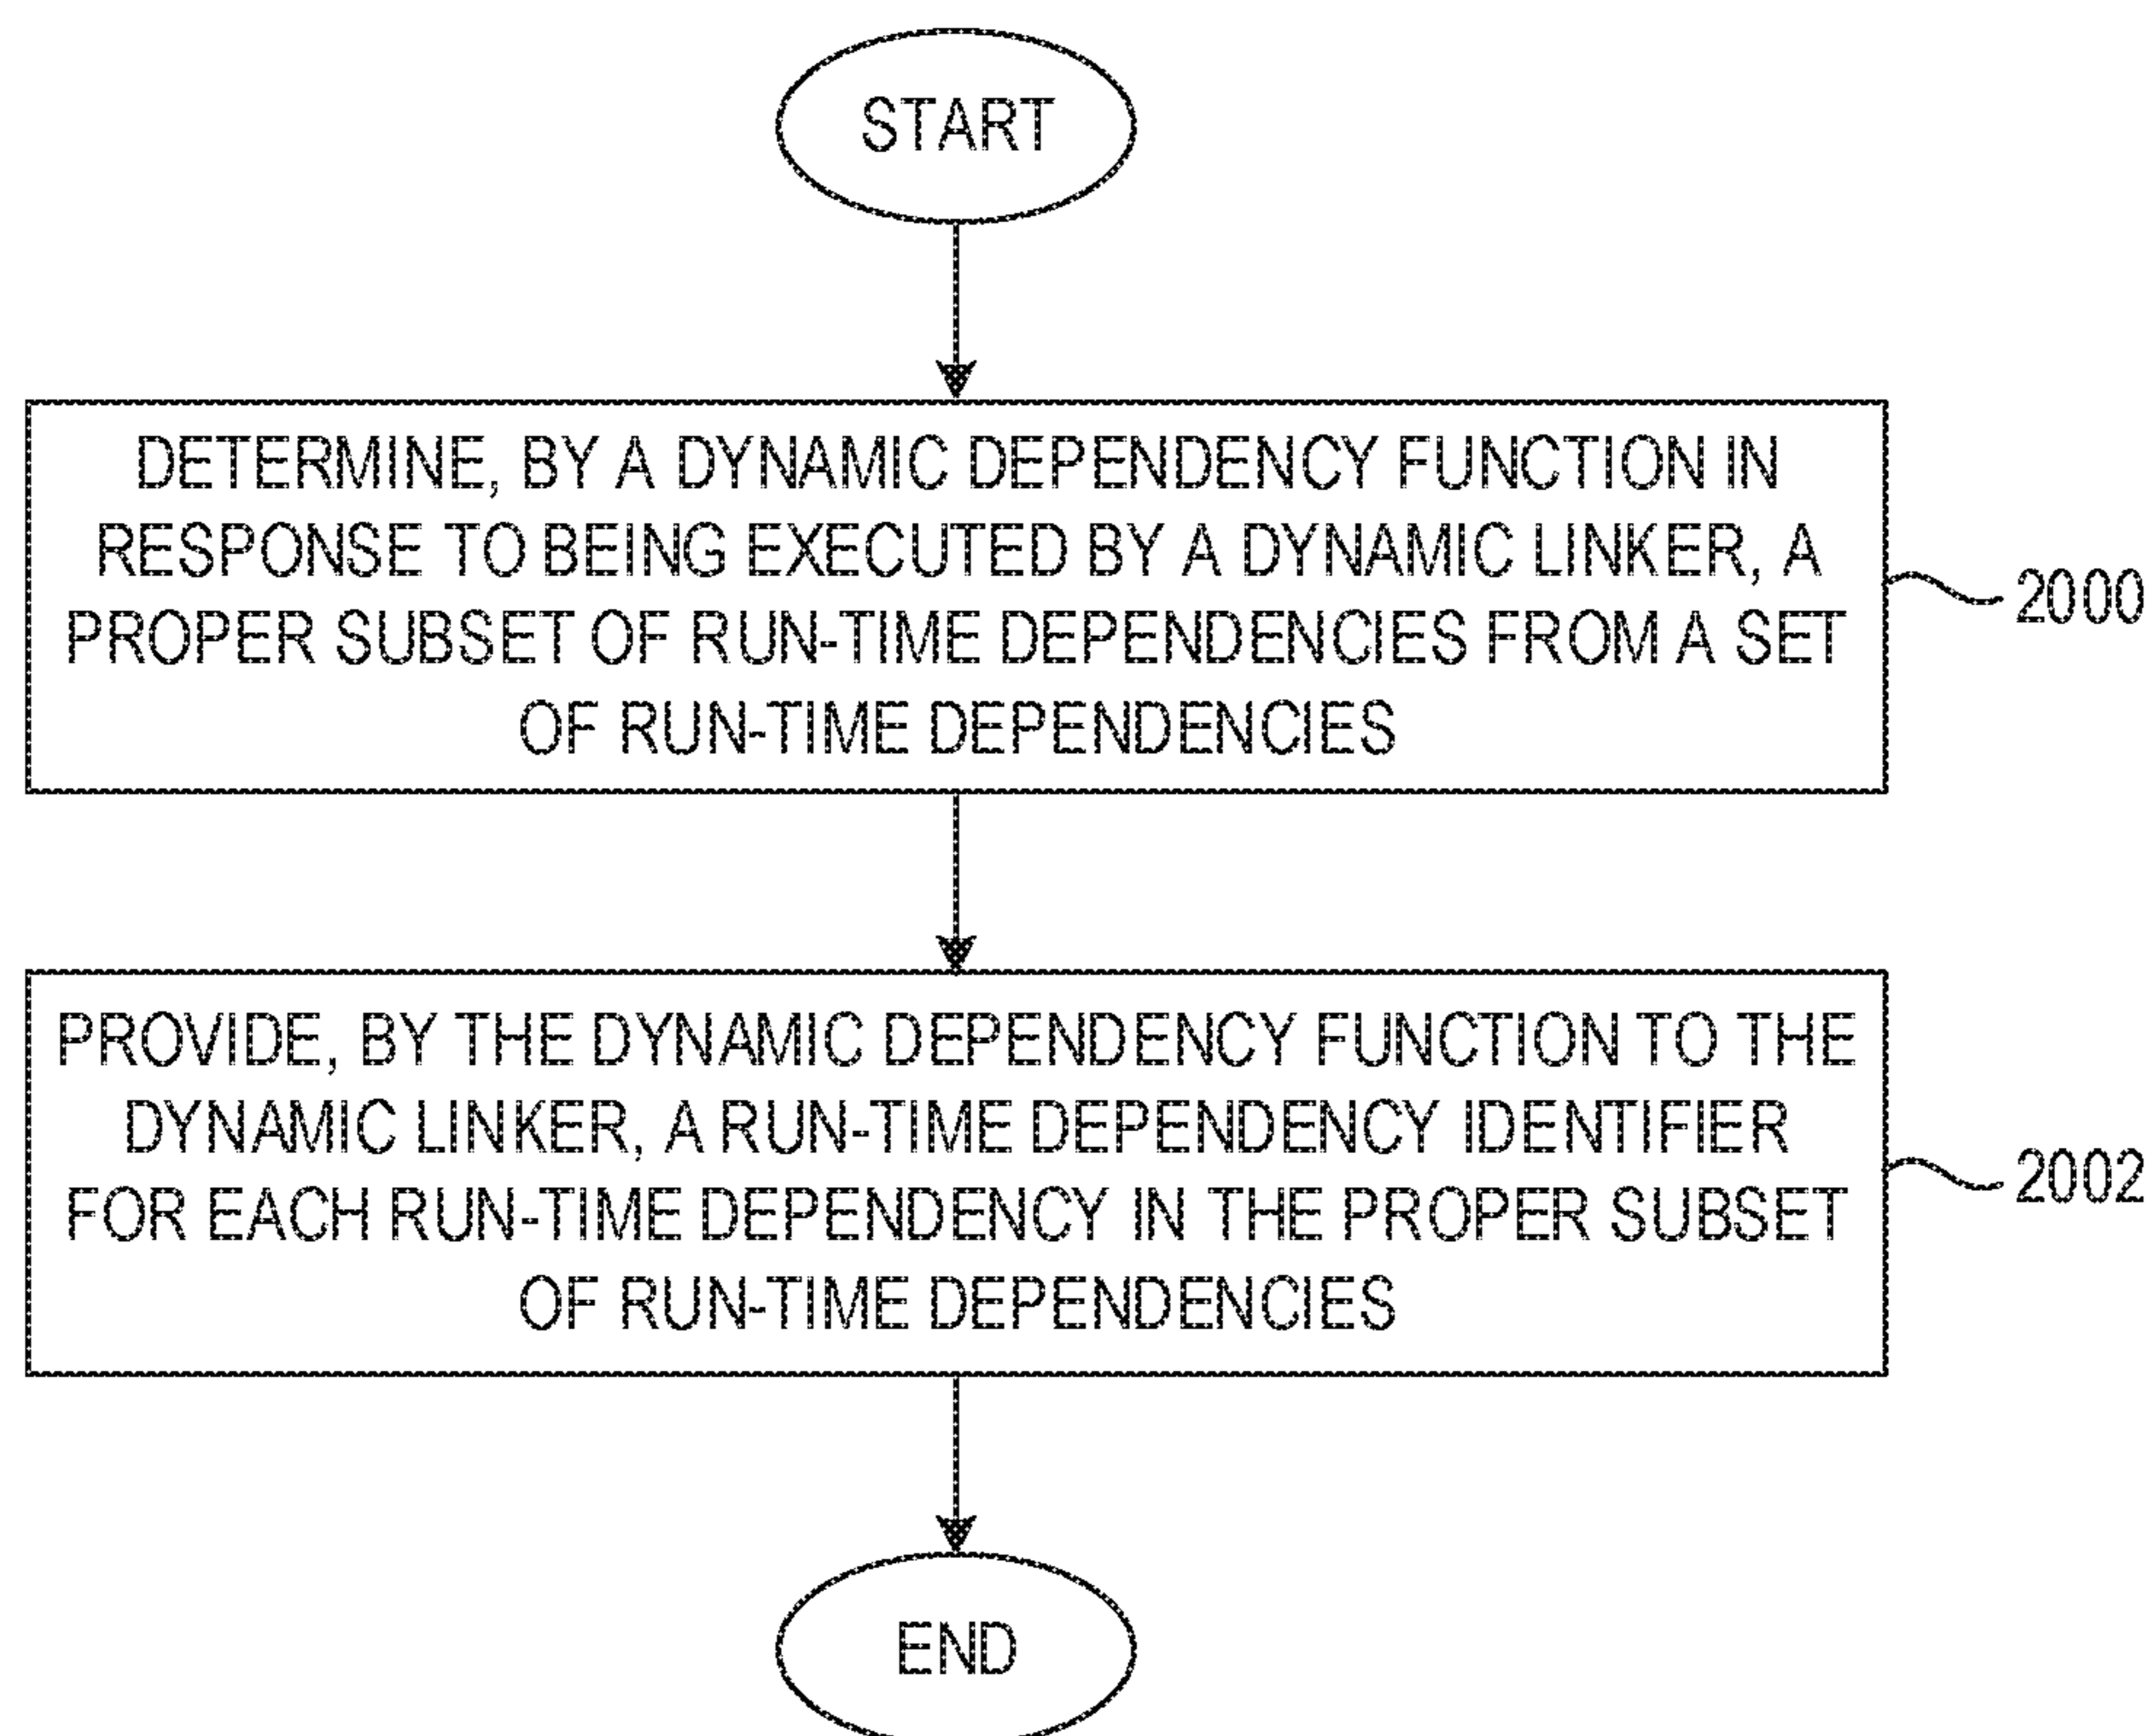 START
DETERMINE, BY A DYNAMIC DEPENDENCY FUNCTION IN
RESPONSE TO BEING EXECUTED BY A DYNAMIC LINKER, A
PROPER SUBSET OF RUN-TIME DEPENDENCIES FROM A SET
OF RUN-TIME DEPENDENCIES
2000
PROVIDE, BY THE DYNAMIC DEPENDENCY FUNCTION TO THE
DYNAMIC LINKER, A RUN-TIME DEPENDENCY IDENTIFIER
FOR EACH RUN-TIME DEPENDENCY IN THE PROPER SUBSET
OF RUN-TIME DEPENDENCIES
2002
END